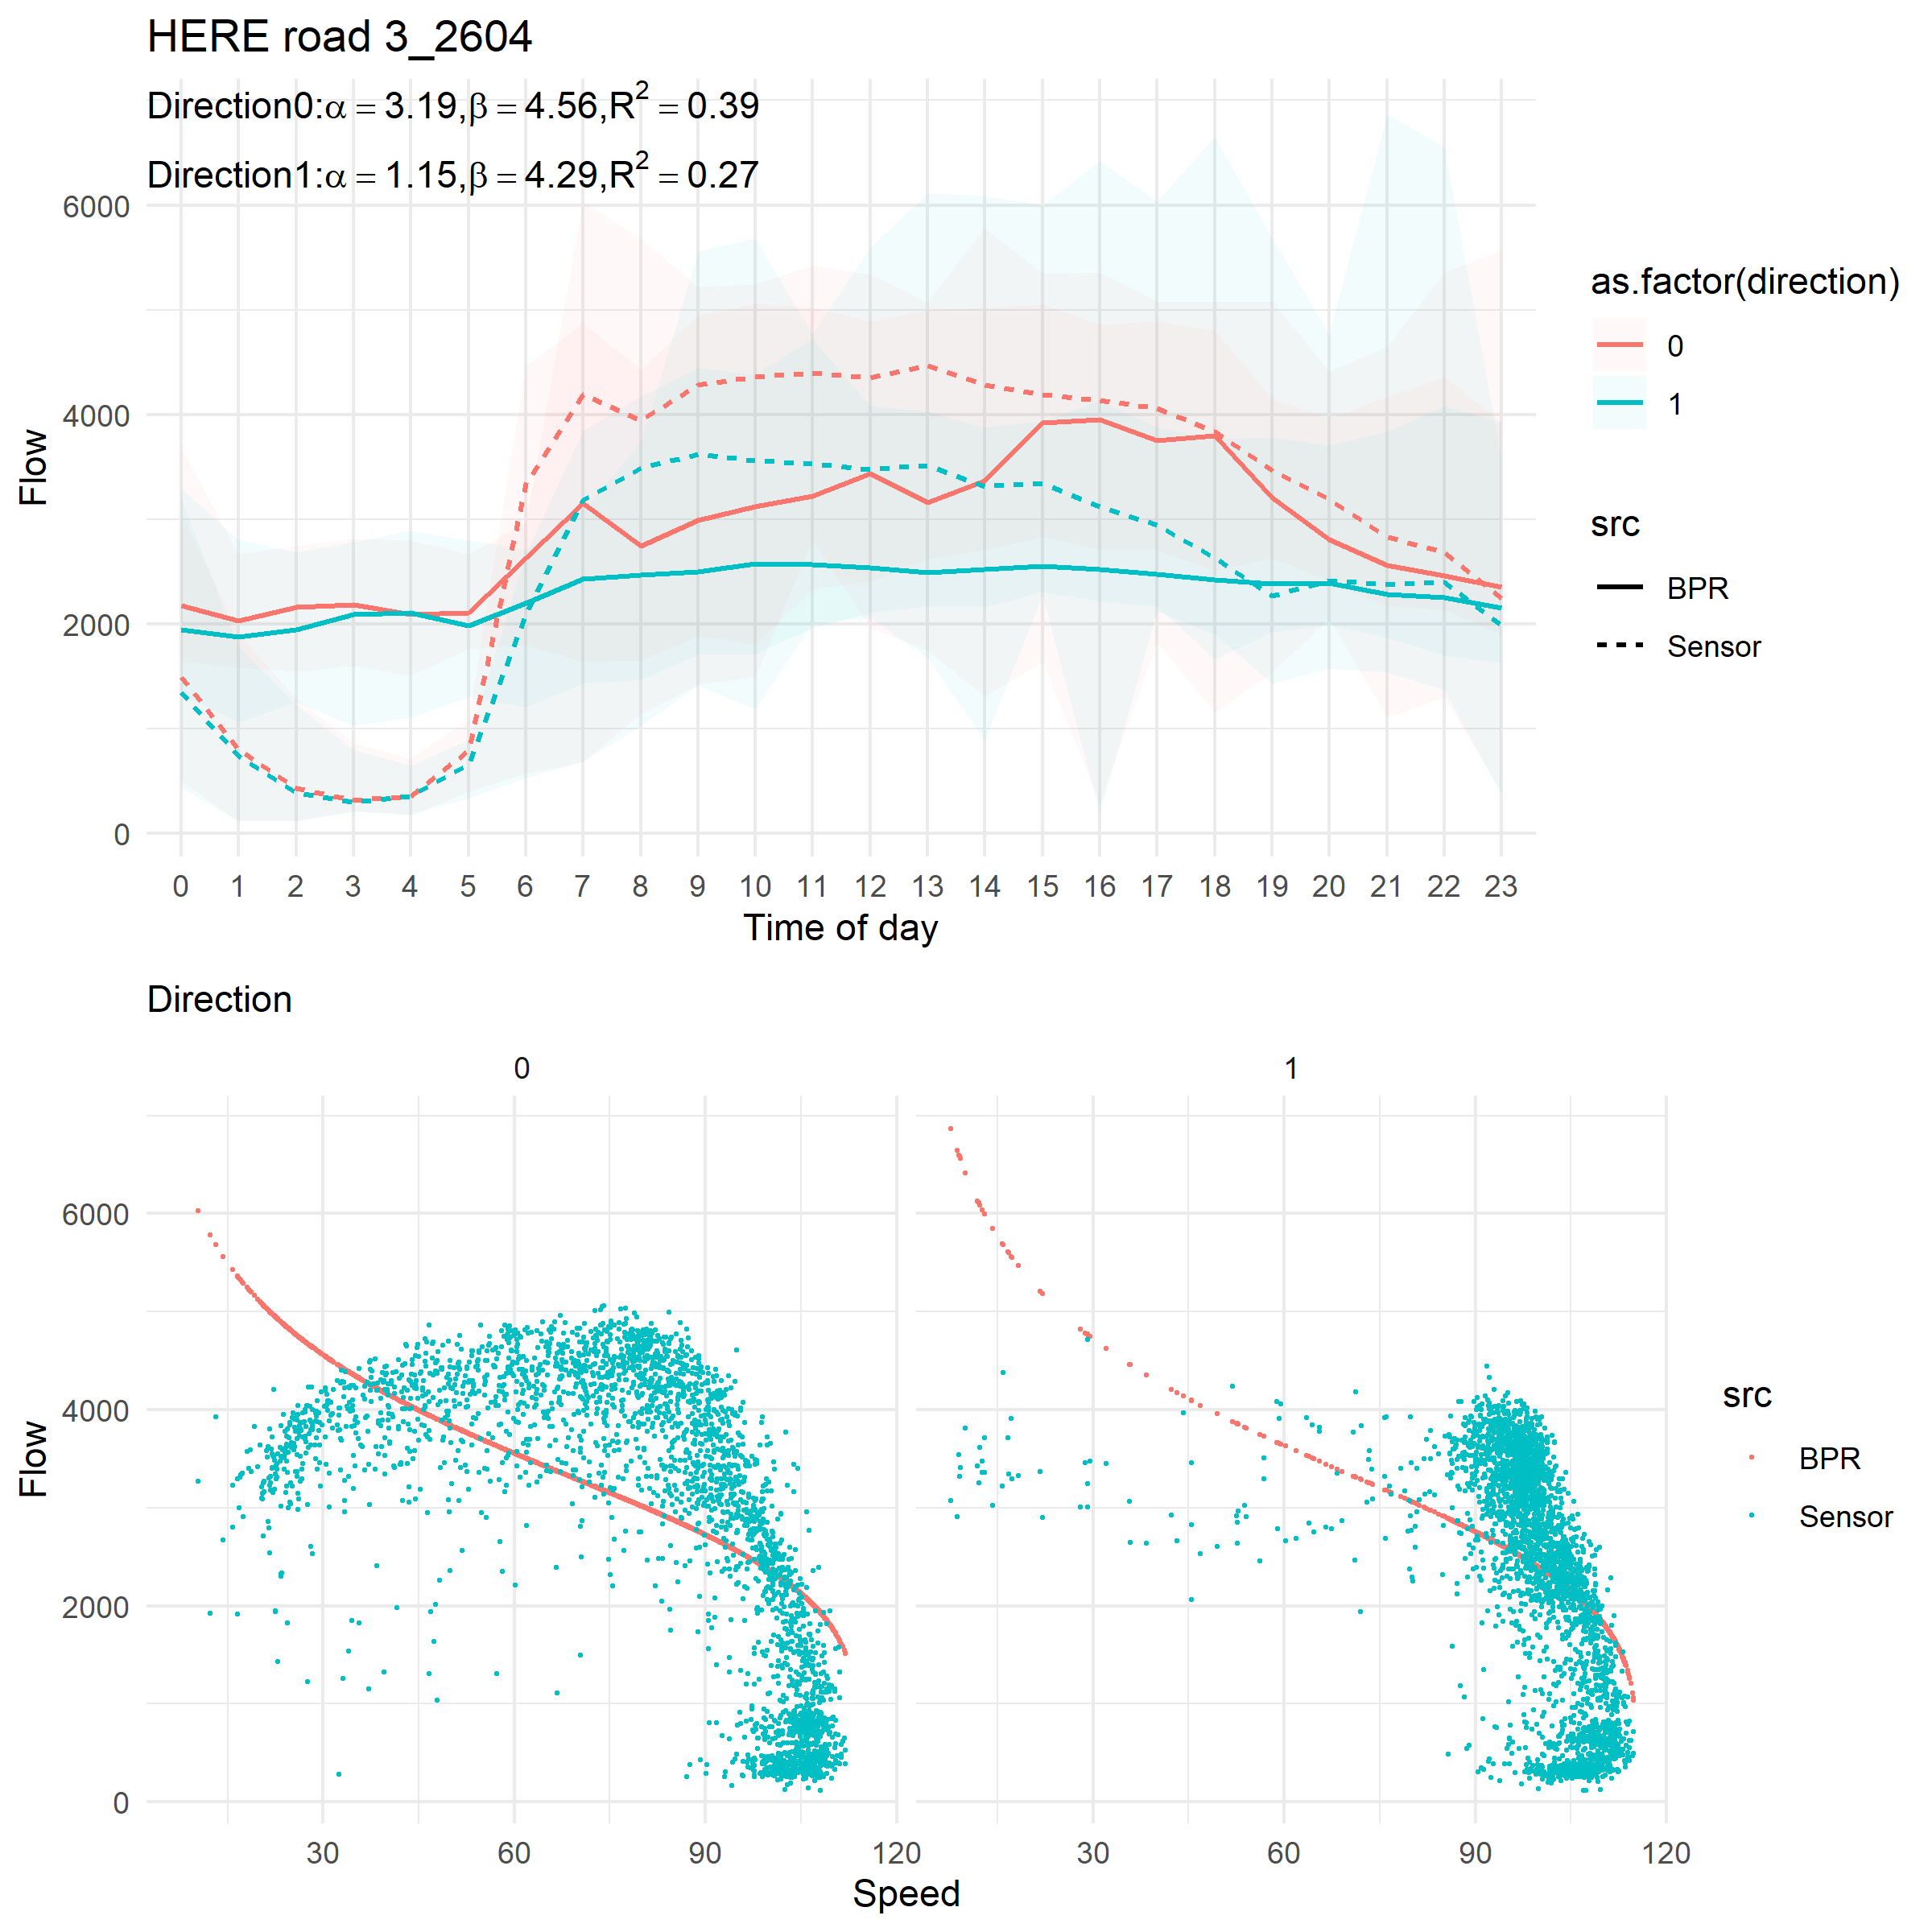 HERE road 3_2604
Direction0:α = 3.19,β = 4.56,R² = 0.39
Direction1:α = 1.15,β = 4.29,R² = 0.27
Flow
6000
4000
2000
0
0 1 2 3 4 5 6 7 8 9 10 11 12 13 14 15 16 17 18 19 20 21 22 23
Time of day
as.factor(direction)
0
1
src
BPR
Sensor
Direction
0 1
Flow
6000
4000
2000
0
30 60 90 120 30 60 90 120
Speed
src
BPR
Sensor